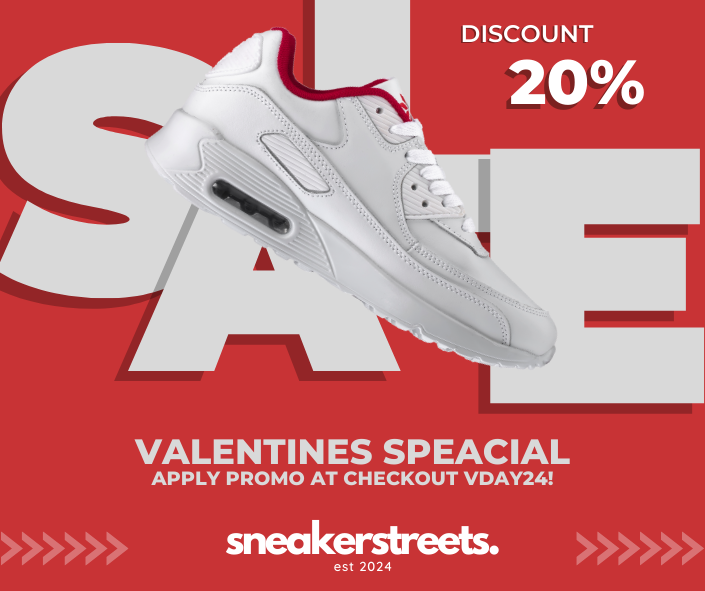 DISCOUNT
20%
SALE
VALENTINES SPEACIAL
APPLY PROMO AT CHECKOUT VDAY24!
sneakerstreets.
est 2024